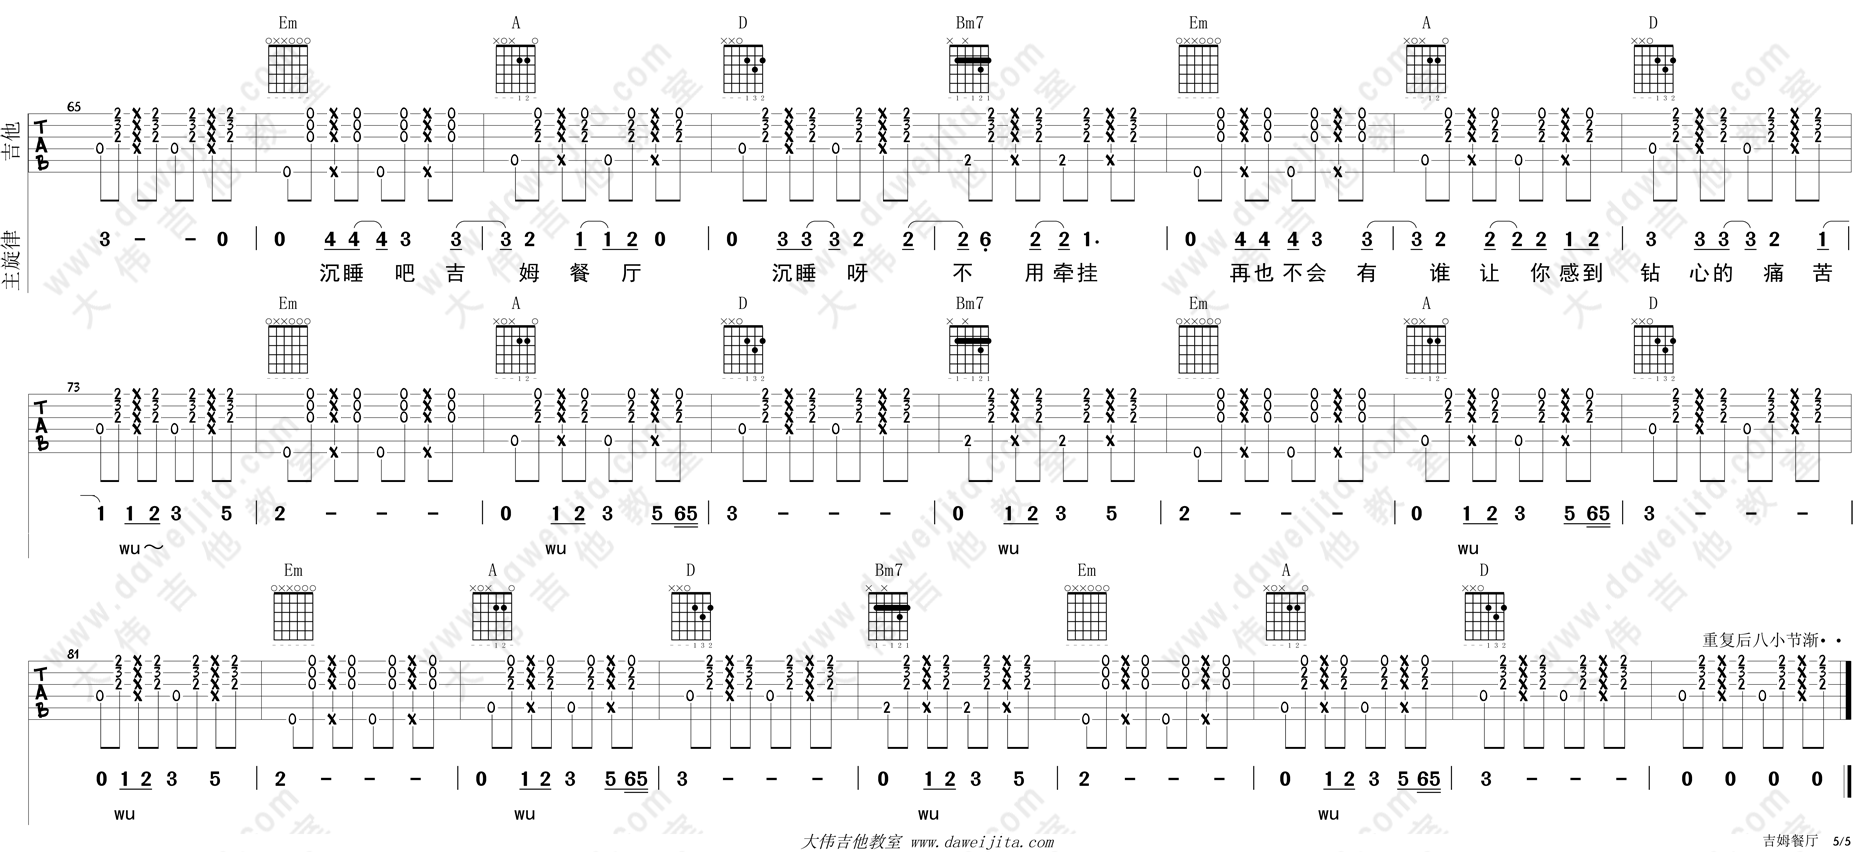 Em A D Bm7 Em A D
65
吉他
主旋律
3 - - 0 | 0 4 4 4 3 3 | 3 2 1 1 2 0 | 0 3 3 3 2 2 | 2 6 2 2 1· | 0 4 4 4 3 3 | 3 2 2 2 2 1 2 | 3 3 3 3 2 1 |
沉睡 吧 吉 姆 餐 厅 沉睡 呀 不 用牵挂 再也不会 有 谁 让 你感到 钻 心的 痛 苦
Em A D Bm7 Em A D
73
1 1 2 3 5 | 2 - - - | 0 1 2 3 5 65 | 3 - - - | 0 1 2 3 5 | 2 - - - | 0 1 2 3 5 65 | 3 - - - |
wu～ wu wu wu
Em A D Bm7 Em A D
重复后八小节渐··
81
0 1 2 3 5 | 2 - - - | 0 1 2 3 5 65 | 3 - - - | 0 1 2 3 5 | 2 - - - | 0 1 2 3 5 65 | 3 - - - | 0 0 0 0
wu wu wu wu
大伟吉他教室 www.daweijita.com
吉姆餐厅 5/5